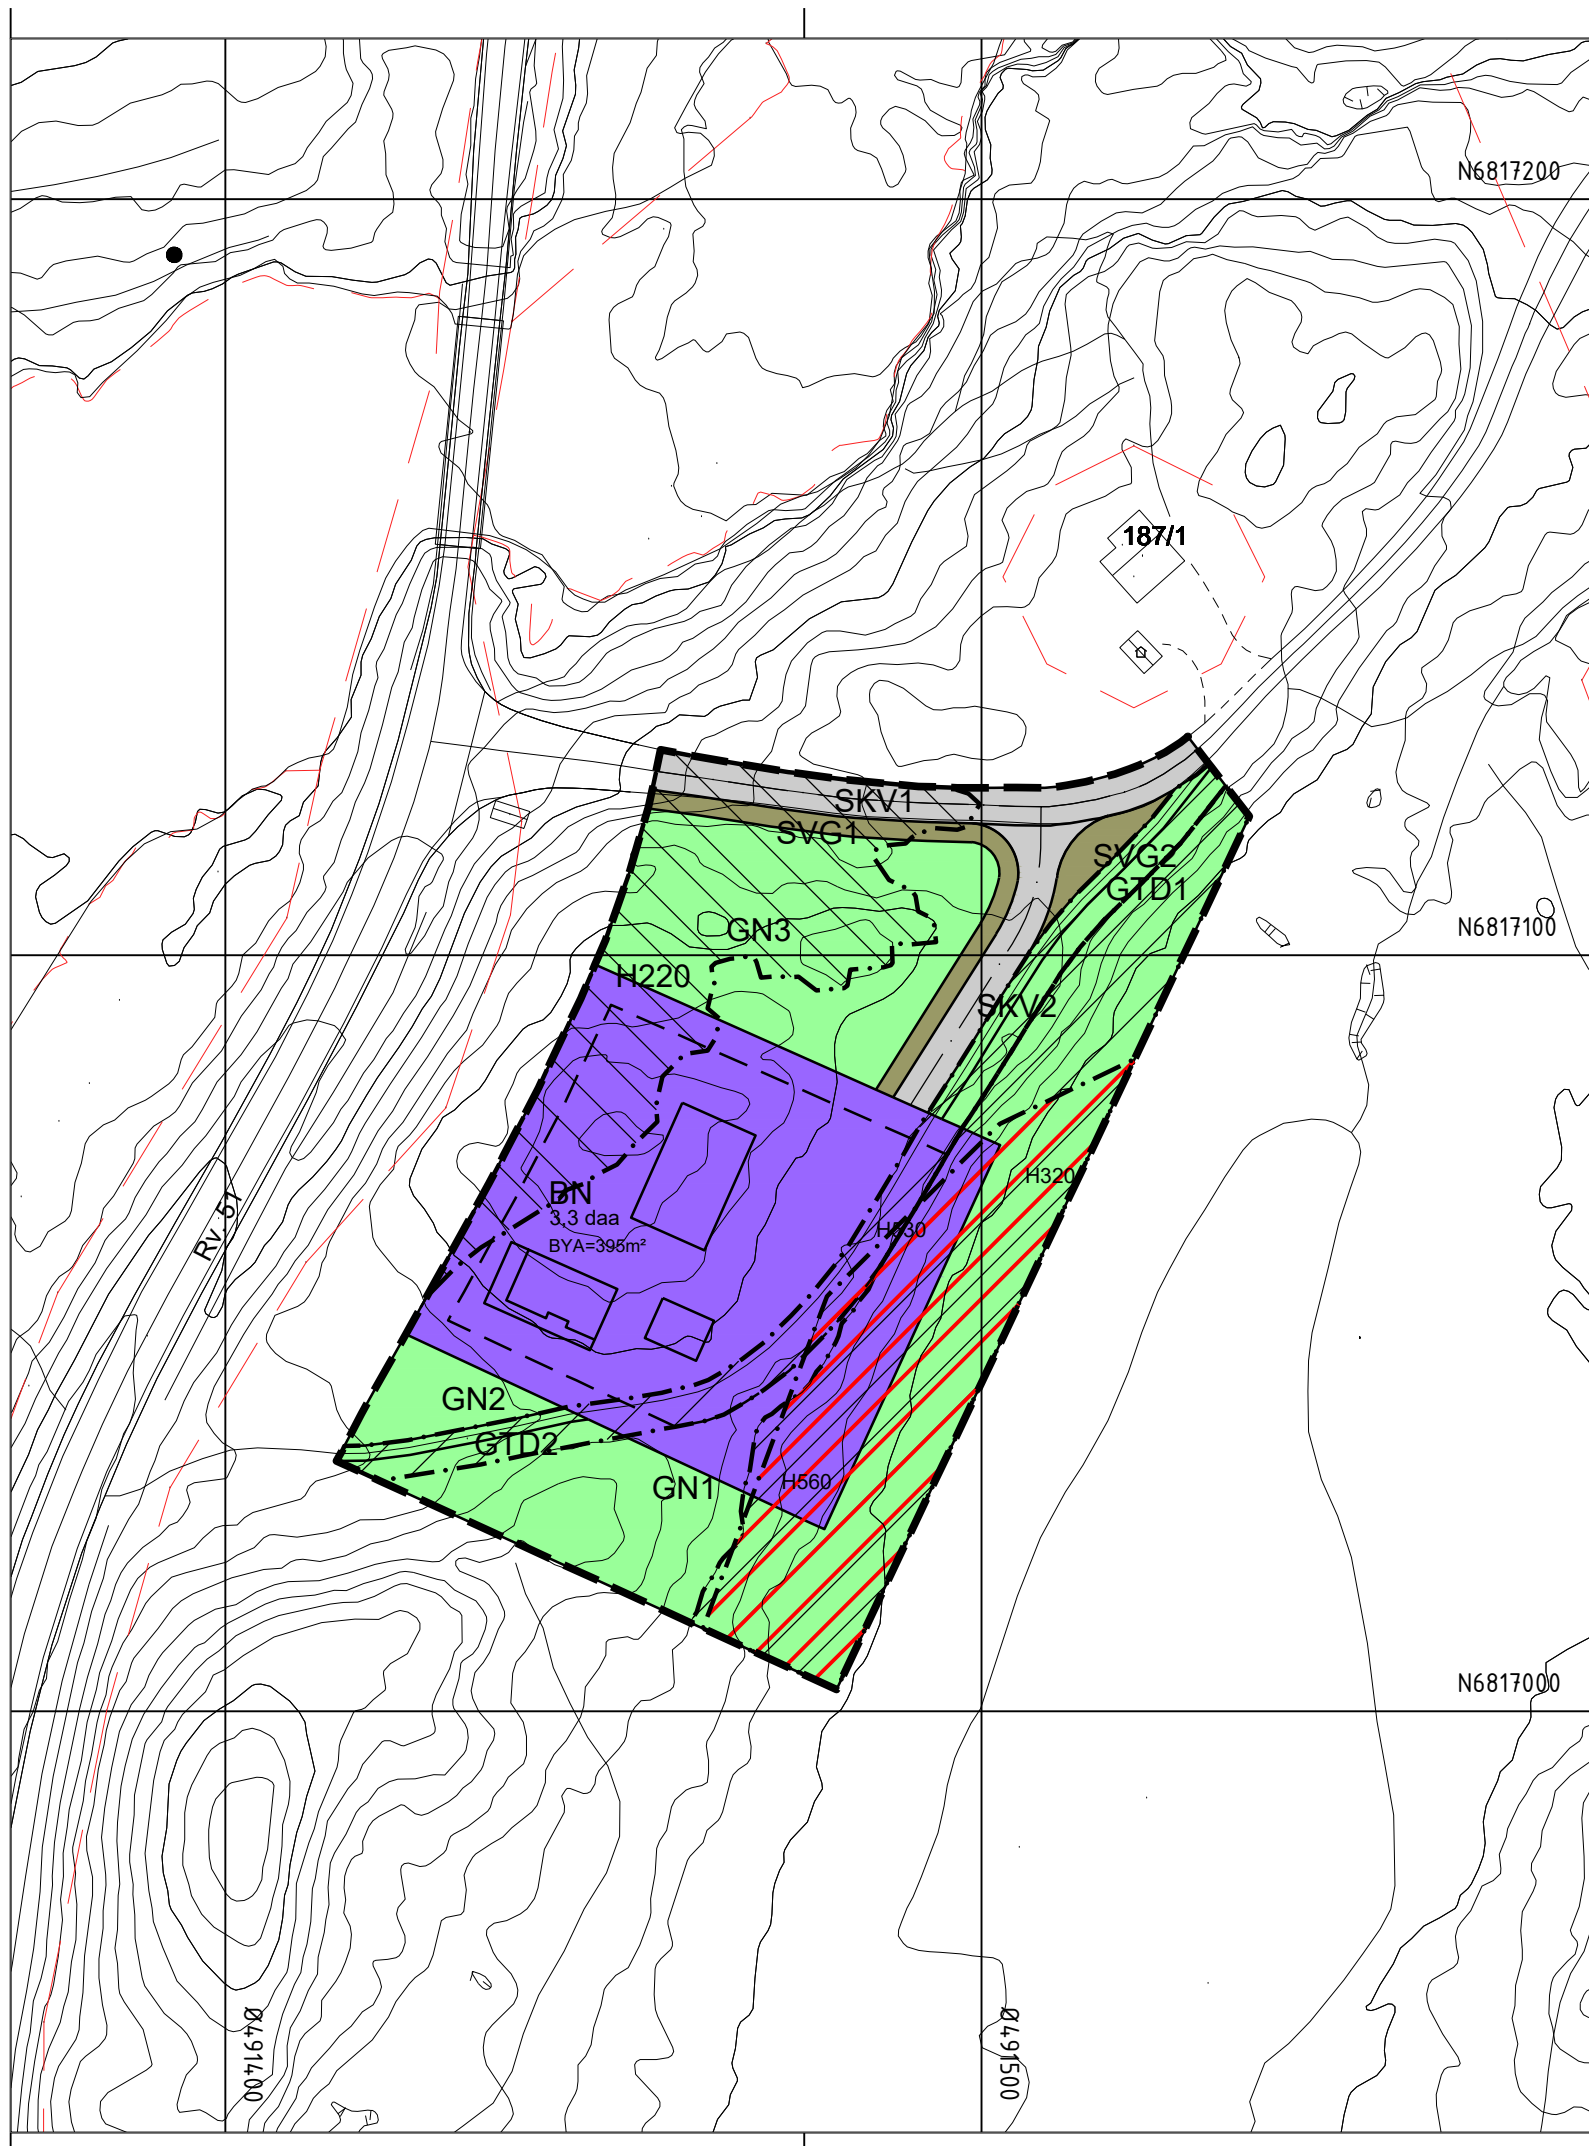 N6817200
187/1
SKV1
SVG1
SVG2
GTD1
GN3
N6817100
H220
SKV2
H320
BN
3,3 daa
BYA=395m²
H530
Rv. 51
GN2
GTD2
GN1
H560
N6817000
Ø491400
Ø491500